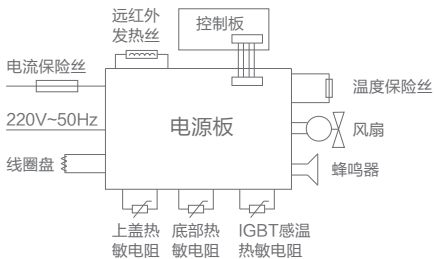 远红外
发热丝
控制板
电流保险丝
温度保险丝
220V~50Hz
电源板
风扇
线圈盘
蜂鸣器
上盖热
敏电阻
底部热
敏电阻
IGBT感温
热敏电阻